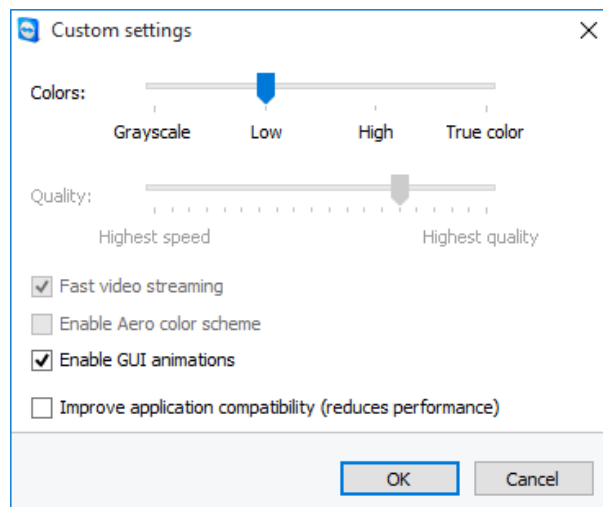 Custom settings
Colors:
Grayscale Low High True color
Quality:
Highest speed Highest quality
Fast video streaming
Enable Aero color scheme
Enable GUI animations
Improve application compatibility (reduces performance)
OK Cancel